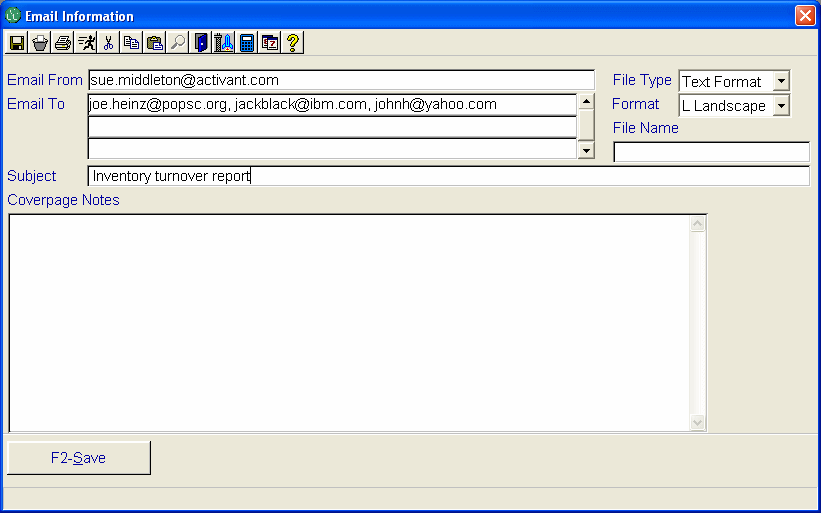 Email Information
Email From sue.middleton@activant.com File Type Text Format
Email To joe.heinz@popsc.org, jackblack@ibm.com, johnh@yahoo.com Format L Landscape
File Name
Subject Inventory turnover report
Coverpage Notes
F2-Save